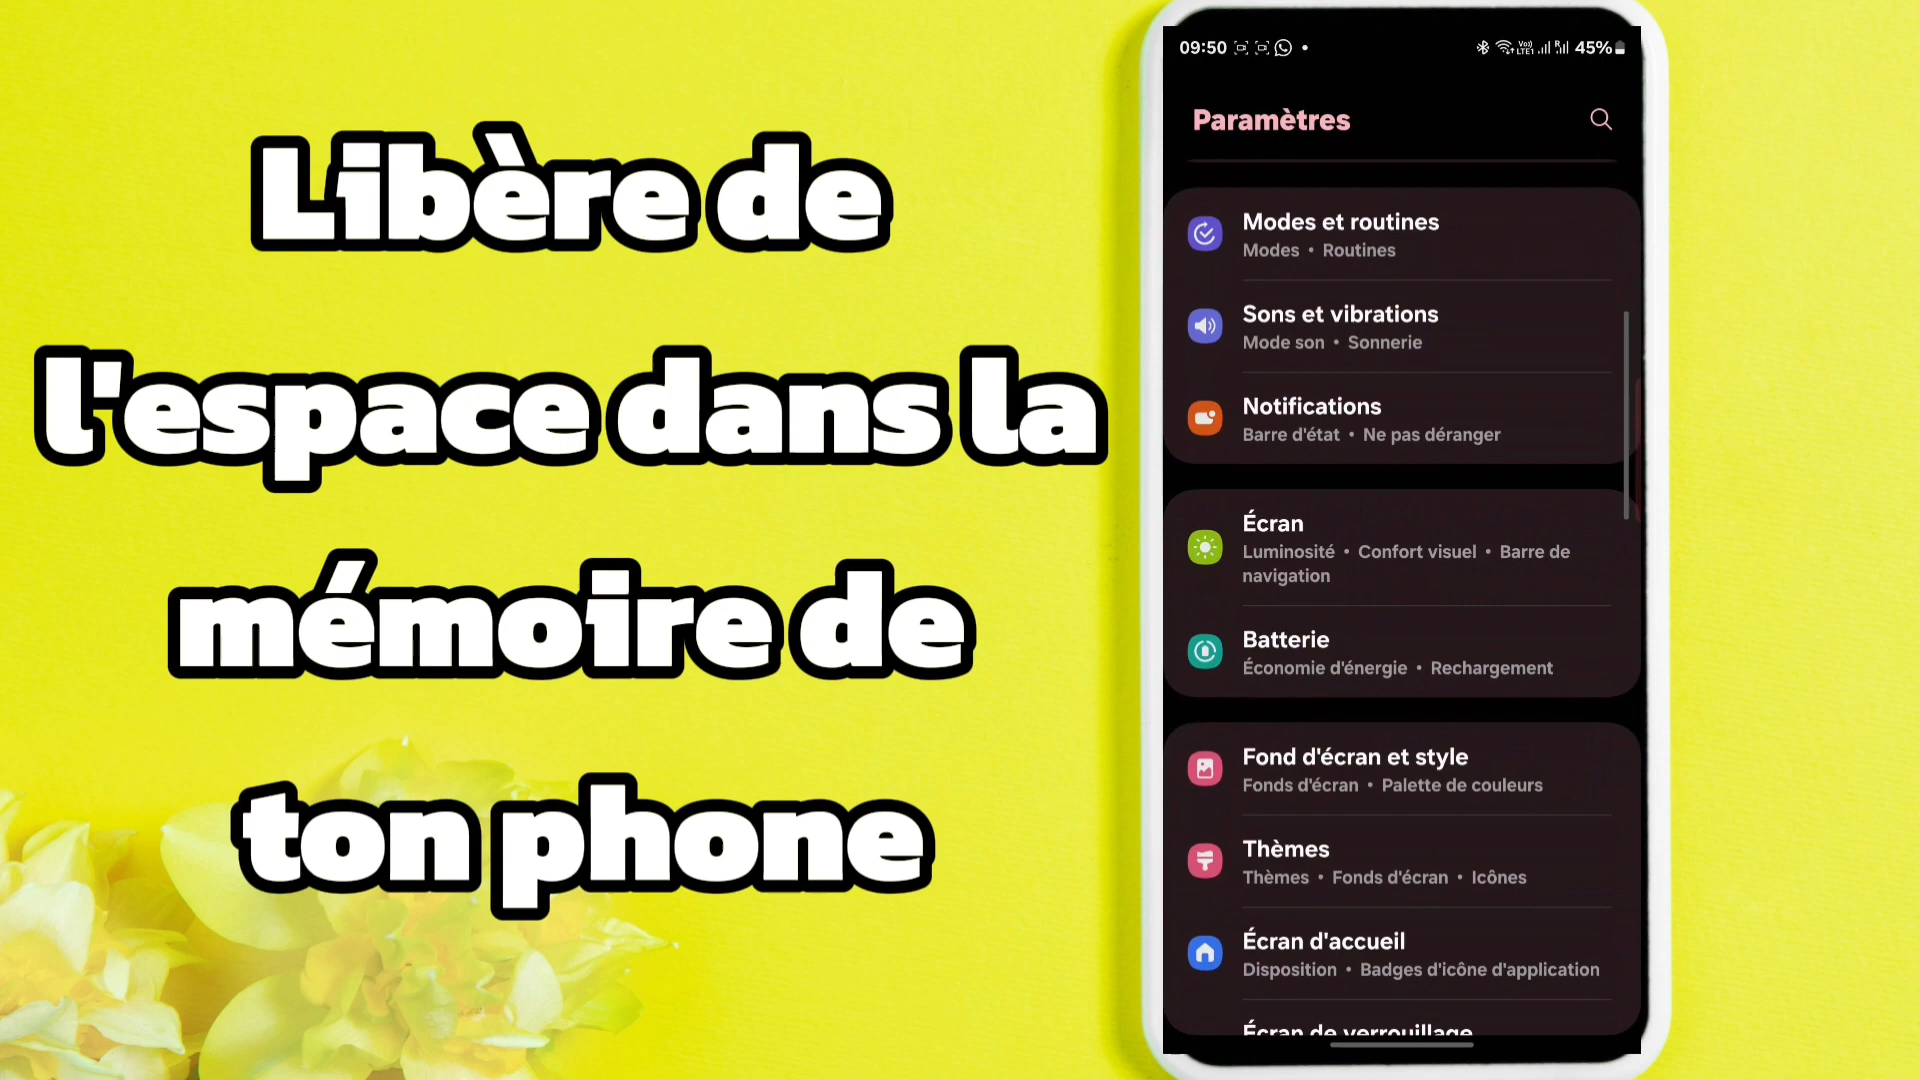 Libère de
l'espace dans la
mémoire de
ton phone
09:50
Vo))
LTE1
R
45%
Paramètres
Modes et routines
Modes • Routines
Sons et vibrations
Mode son • Sonnerie
Notifications
Barre d'état • Ne pas déranger
Écran
Luminosité • Confort visuel • Barre de
navigation
Batterie
Économie d'énergie • Rechargement
Fond d'écran et style
Fonds d'écran • Palette de couleurs
Thèmes
Thèmes • Fonds d'écran • Icônes
Écran d'accueil
Disposition • Badges d'icône d'application
Écran de verrouillage